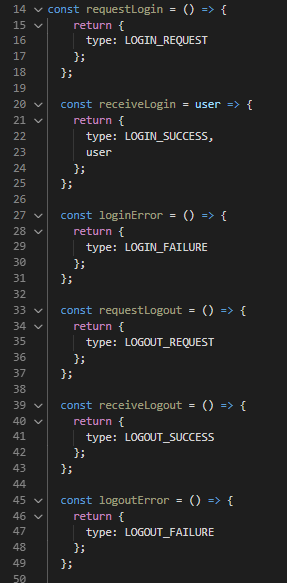 14 const requestLogin = () => {
15 return {
16 type: LOGIN_REQUEST
17 };
18 };
19
20 const receiveLogin = user => {
21 return {
22 type: LOGIN_SUCCESS,
23 user
24 };
25 };
26
27 const loginError = () => {
28 return {
29 type: LOGIN_FAILURE
30 };
31 };
32
33 const requestLogout = () => {
34 return {
35 type: LOGOUT_REQUEST
36 };
37 };
38
39 const receiveLogout = () => {
40 return {
41 type: LOGOUT_SUCCESS
42 };
43 };
44
45 const logoutError = () => {
46 return {
47 type: LOGOUT_FAILURE
48 };
49 };
50